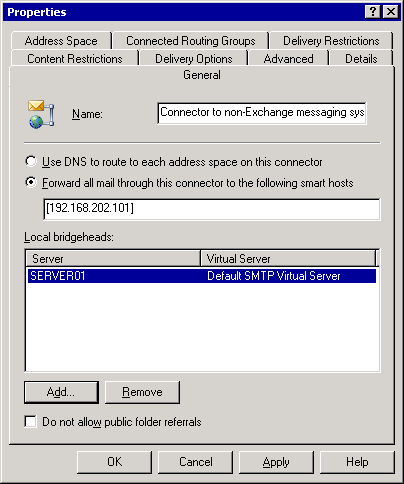 Properties
Address Space Connected Routing Groups Delivery Restrictions
Content Restrictions Delivery Options Advanced Details
General
Name: Connector to non-Exchange messaging sys
Use DNS to route to each address space on this connector
Forward all mail through this connector to the following smart hosts
[192.168.202.101]
Local bridgeheads:
Server Virtual Server
SERVER01 Default SMTP Virtual Server
Add... Remove
Do not allow public folder referrals
OK Cancel Apply Help